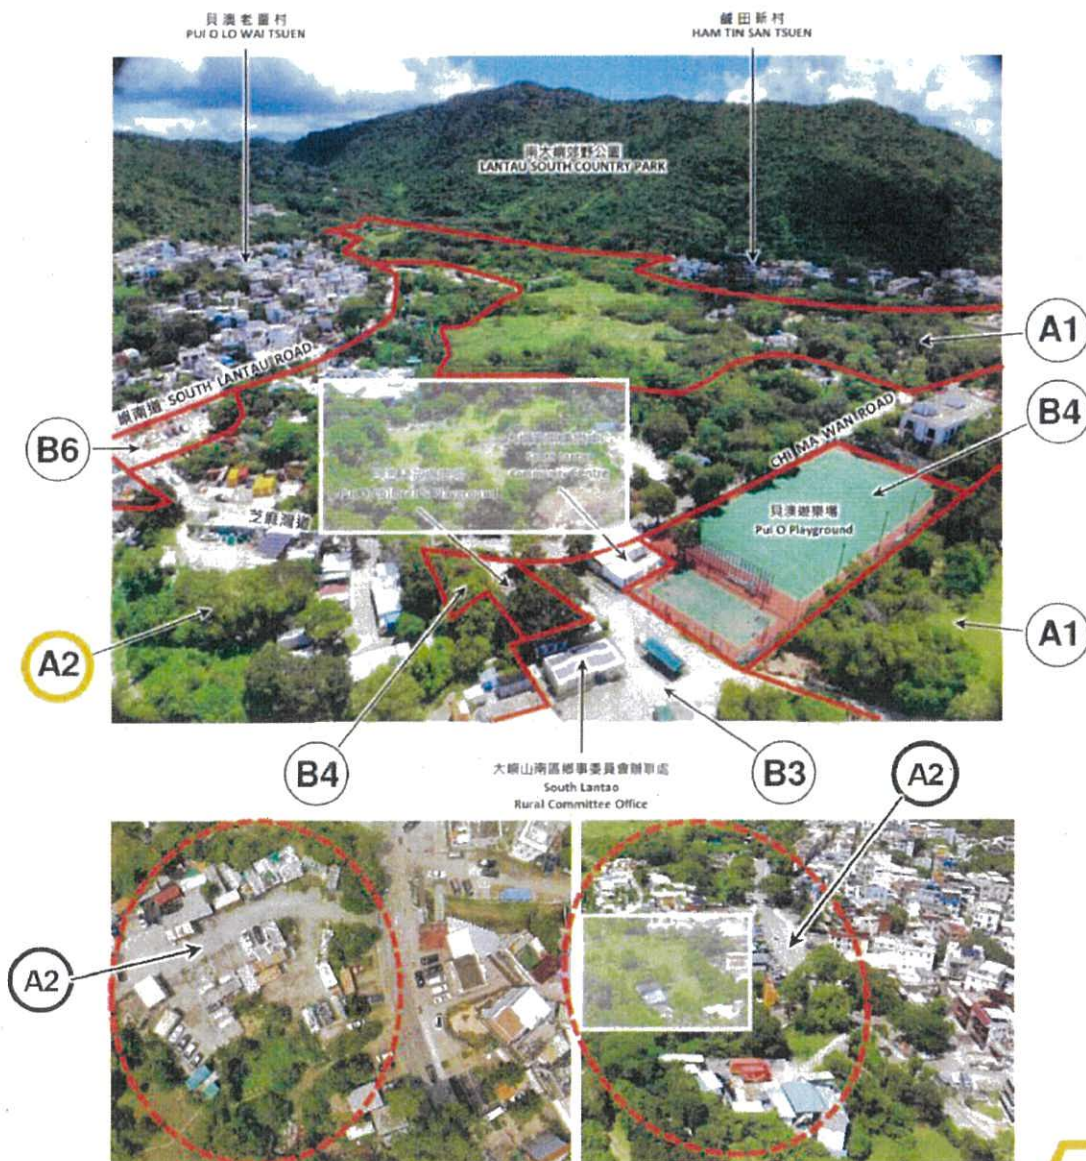 貝澳老圍村
PUI O LO WAI TSUEN
鹹田新村
HAM TIN SAN TSUEN
南大嶼郊野公園
LANTAU SOUTH COUNTRY PARK
A1
嶼南道 SOUTH LANTAU ROAD
B4
B6
CHI MA WAN ROAD
South Lantao
Community Centre
貝澳遊樂場
Pui O Playground
芝麻灣道
A2
A1
B4
大嶼山南區鄉事委員會辦事處
South Lantao
Rural Committee Office
B3
A2
A2